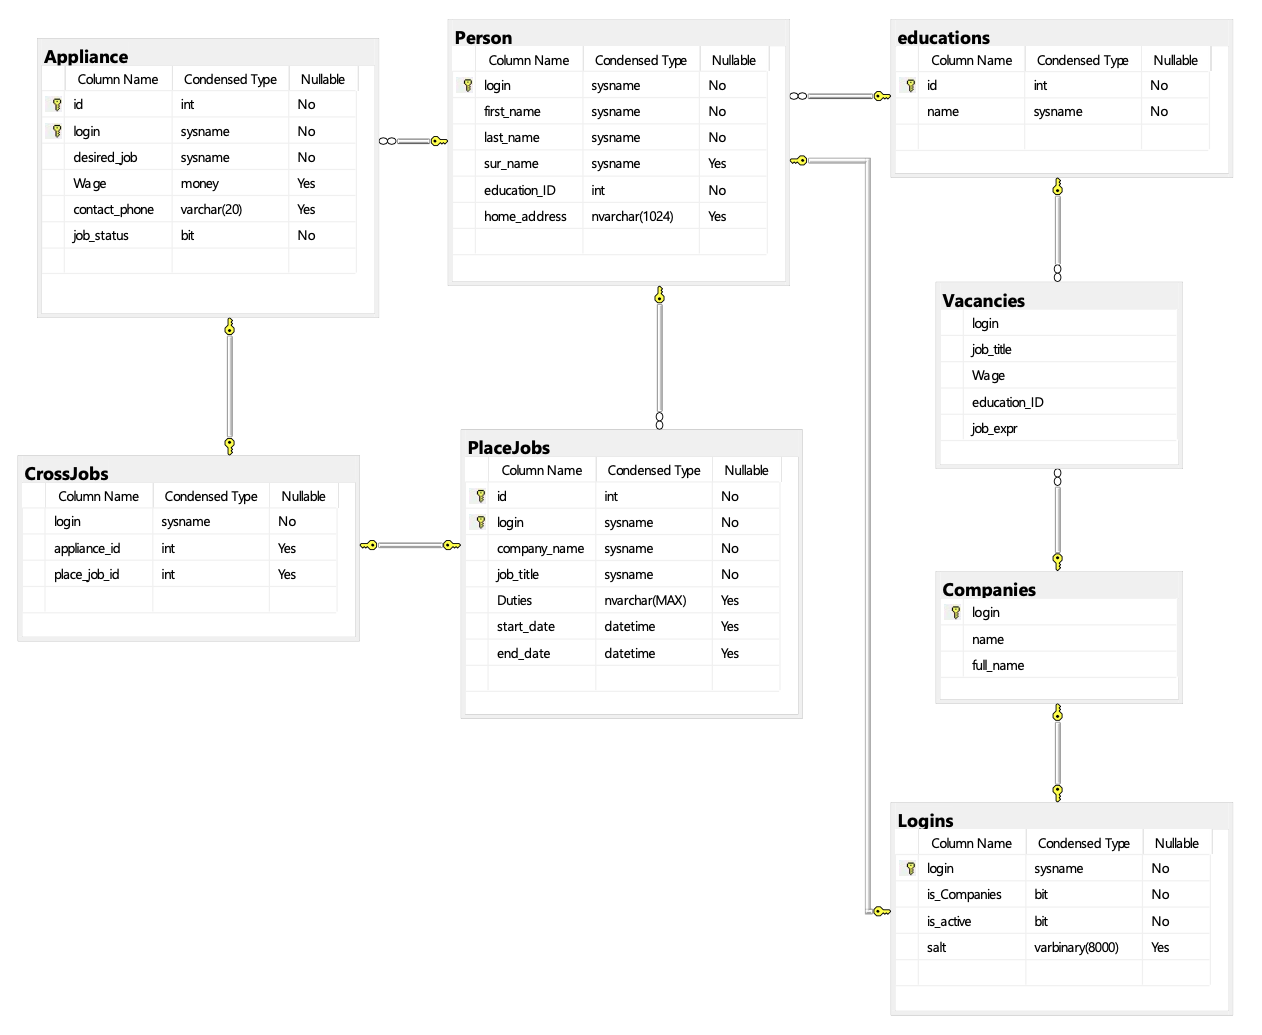 Appliance
Column Name Condensed Type Nullable
id int No
login sysname No
desired_job sysname No
Wage money Yes
contact_phone varchar(20) Yes
job_status bit No
Person
Column Name Condensed Type Nullable
login sysname No
first_name sysname No
last_name sysname No
sur_name sysname Yes
education_ID int No
home_address nvarchar(1024) Yes
educations
Column Name Condensed Type Nullable
id int No
name sysname No
Vacancies
login
job_title
Wage
education_ID
job_expr
CrossJobs
Column Name Condensed Type Nullable
login sysname No
appliance_id int Yes
place_job_id int Yes
PlaceJobs
Column Name Condensed Type Nullable
id int No
login sysname No
company_name sysname No
job_title sysname No
Duties nvarchar(MAX) Yes
start_date datetime Yes
end_date datetime Yes
Companies
login
name
full_name
Logins
Column Name Condensed Type Nullable
login sysname No
is_Companies bit No
is_active bit No
salt varbinary(8000) Yes